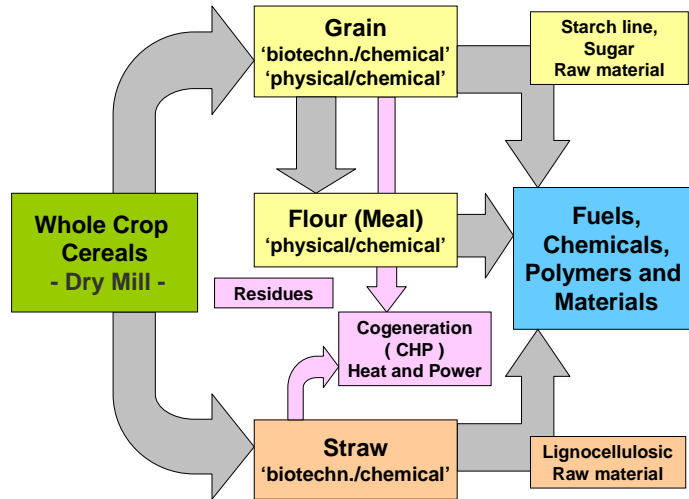 Grain
‘biotechn./chemical’
‘physical/chemical’
Starch line,
Sugar
Raw material
Whole Crop
Cereals
- Dry Mill -
Flour (Meal)
‘physical/chemical’
Fuels,
Chemicals,
Polymers and
Materials
Residues
Cogeneration
( CHP )
Heat and Power
Straw
‘biotechn./chemical’
Lignocellulosic
Raw material